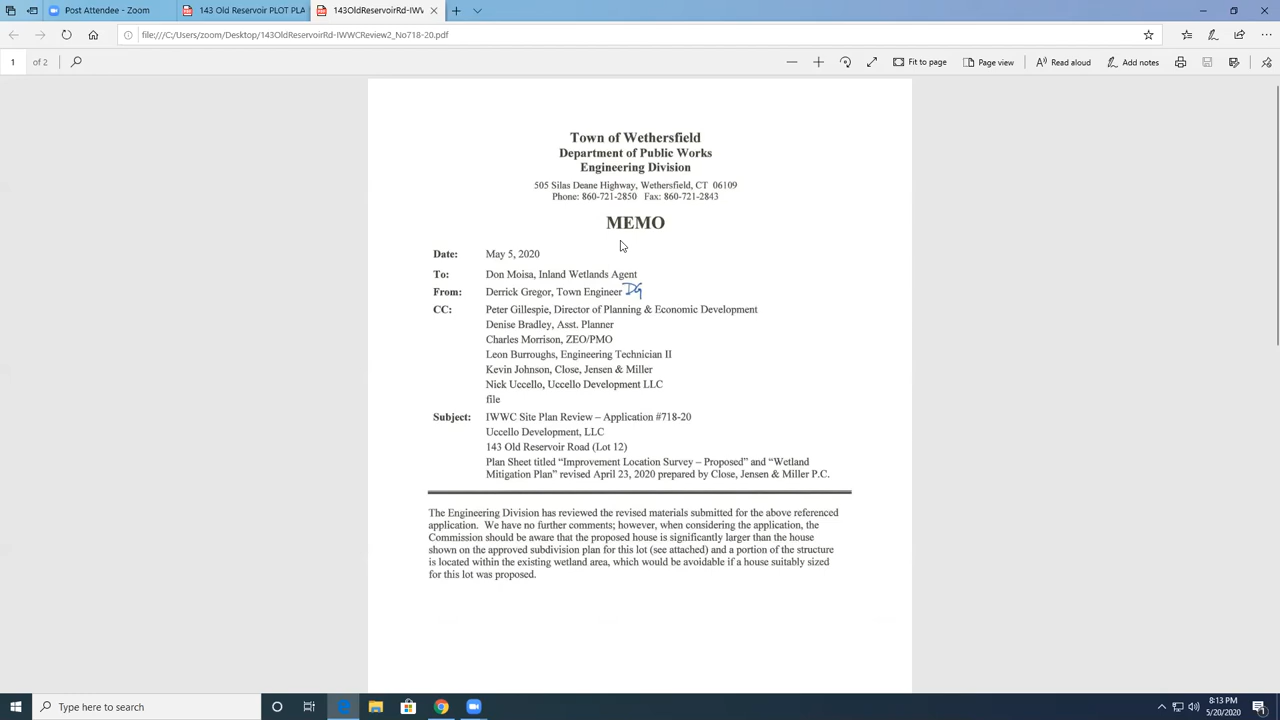 Post Attendee - Zoom
Old Reservoir PLOT PLA
143OldReservoirRd-IWW
file:///C:/Users/zoom/Desktop/143OldReservoirRd-IWWCReview2_No718-20.pdf
1 of 2
Fit to page
Page view
Read aloud
Add notes
Town of Wethersfield
Department of Public Works
Engineering Division
505 Silas Deane Highway, Wethersfield, CT 06109
Phone: 860-721-2850 Fax: 860-721-2843
MEMO
Date: May 5, 2020
To: Don Moisa, Inland Wetlands Agent
From: Derrick Gregor, Town Engineer DG
CC: Peter Gillespie, Director of Planning & Economic Development
Denise Bradley, Asst. Planner
Charles Morrison, ZEO/PMO
Leon Burroughs, Engineering Technician II
Kevin Johnson, Close, Jensen & Miller
Nick Uccello, Uccello Development LLC
file
Subject: IWWC Site Plan Review – Application #718-20
Uccello Development, LLC
143 Old Reservoir Road (Lot 12)
Plan Sheet titled “Improvement Location Survey – Proposed” and “Wetland
Mitigation Plan” revised April 23, 2020 prepared by Close, Jensen & Miller P.C.
The Engineering Division has reviewed the revised materials submitted for the above referenced
application. We have no further comments; however, when considering the application, the
Commission should be aware that the proposed house is significantly larger than the house
shown on the approved subdivision plan for this lot (see attached) and a portion of the structure
is located within the existing wetland area, which would be avoidable if a house suitably sized
for this lot was proposed.
Type here to search
8:13 PM
5/20/2020